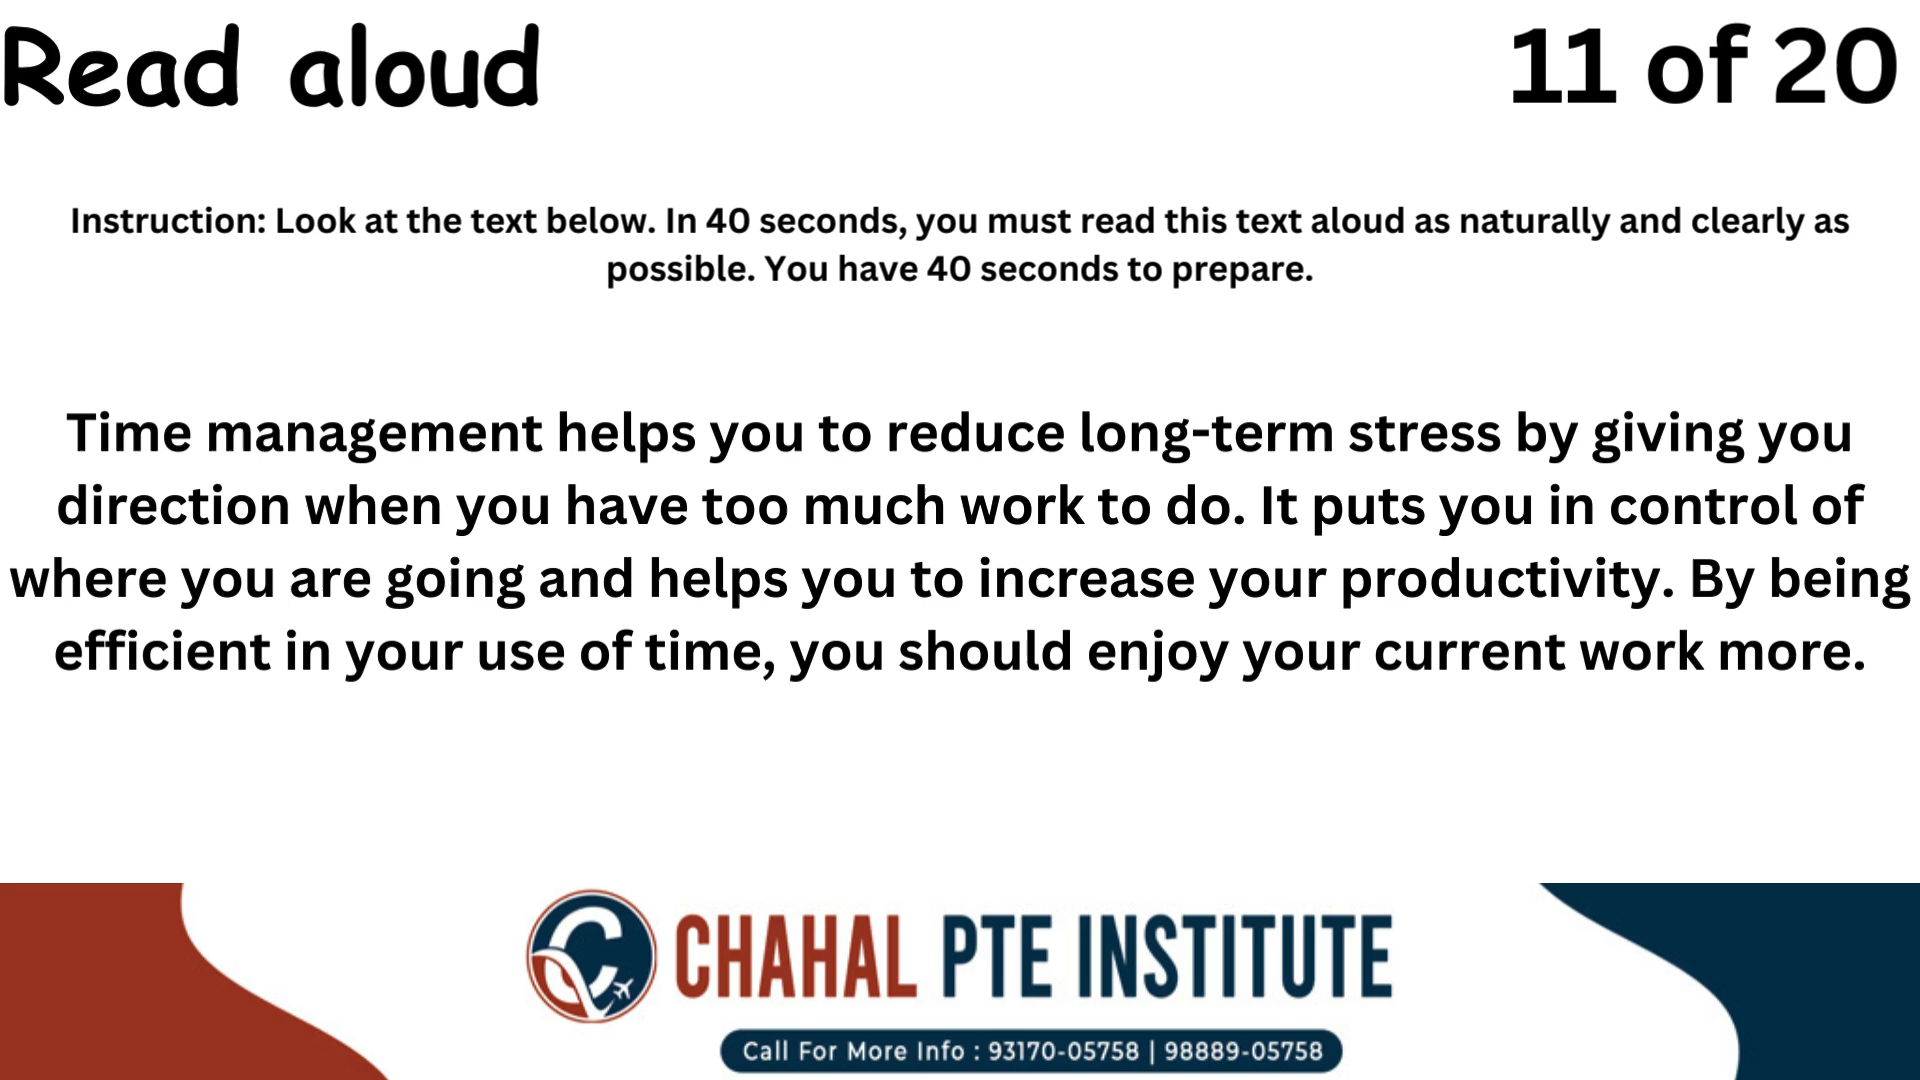 Read aloud
11 of 20
Instruction: Look at the text below. In 40 seconds, you must read this text aloud as naturally and clearly as
possible. You have 40 seconds to prepare.
Time management helps you to reduce long-term stress by giving you
direction when you have too much work to do. It puts you in control of
where you are going and helps you to increase your productivity. By being
efficient in your use of time, you should enjoy your current work more.
CHAHAL PTE INSTITUTE
Call For More Info : 93170-05758 | 98889-05758